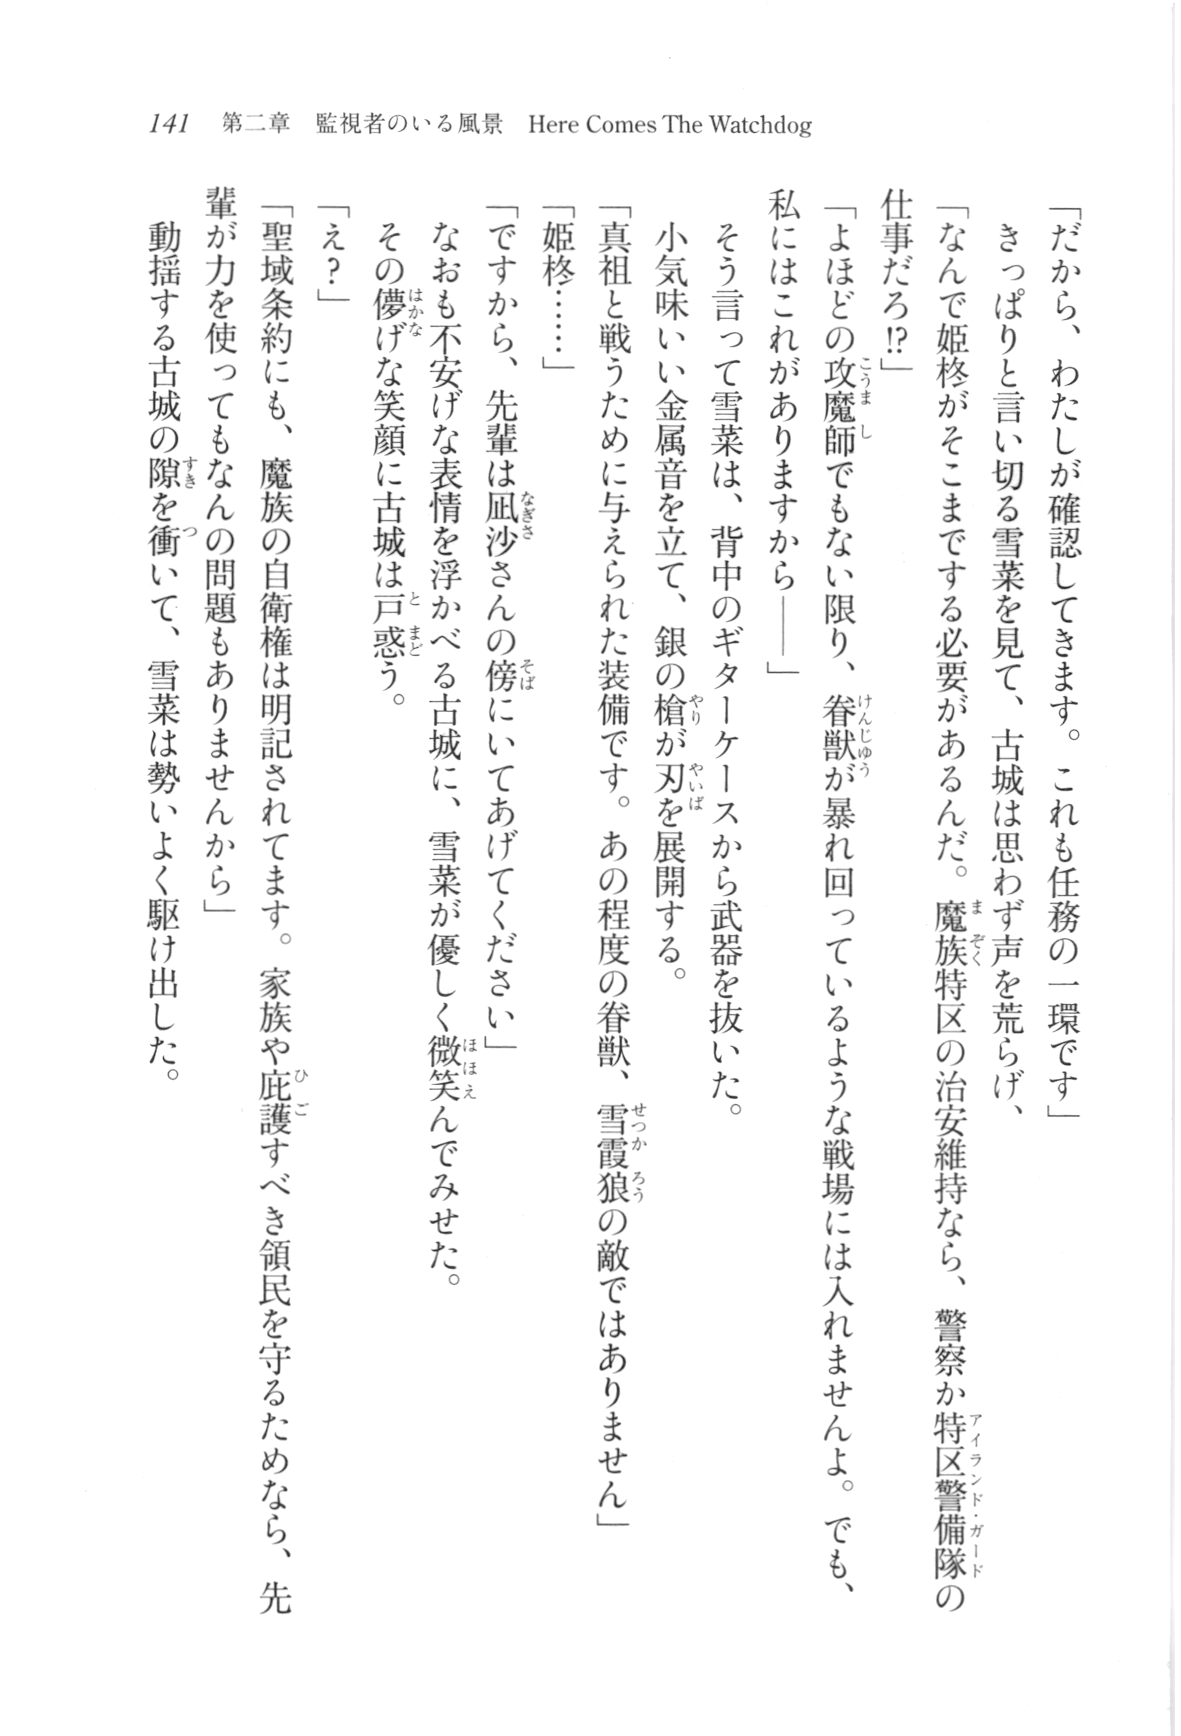 141 第二章 監視者のいる風景 Here Comes The Watchdog
「だから、わたしが確認してきます。これも任務の一環です」
きっぱりと言い切る雪菜を見て、古城は思わず声を荒らげ、
「なんで姫柊がそこまでする必要があるんだ。魔族特区の治安維持なら、警察か特区警備隊の
仕事だろ!?」
「よほどの攻魔師でもない限り、眷獣が暴れ回っているような戦場には入れませんよ。でも、
私にはこれがありますから――」
そう言って雪菜は、背中のギターケースから武器を抜いた。
小気味いい金属音を立て、銀の槍が刃を展開する。
「真祖と戦うために与えられた装備です。あの程度の眷獣、雪霞狼の敵ではありません」
「姫柊……」
「ですから、先輩は凪沙さんの傍にいてあげてください」
なおも不安げな表情を浮かべる古城に、雪菜が優しく微笑んでみせた。
その儚げな笑顔に古城は戸惑う。
「え?」
「聖域条約にも、魔族の自衛権は明記されてます。家族や庇護すべき領民を守るためなら、先
輩が力を使ってもなんの問題もありませんから」
動揺する古城の隙を衝いて、雪菜は勢いよく駆け出した。